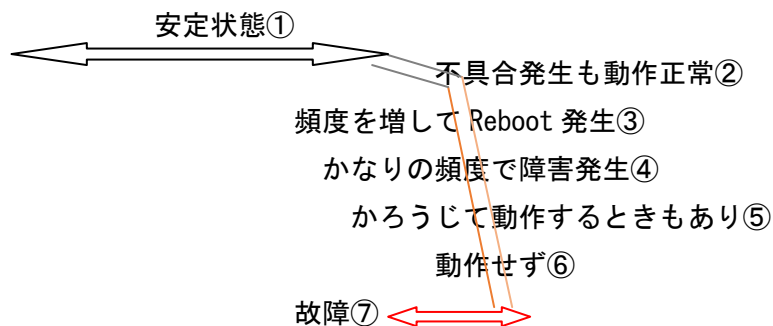 安定状態①
不具合発生も動作正常②
頻度を増して Reboot 発生③
かなりの頻度で障害発生④
かろうじて動作するときもあり⑤
動作せず⑥
故障⑦